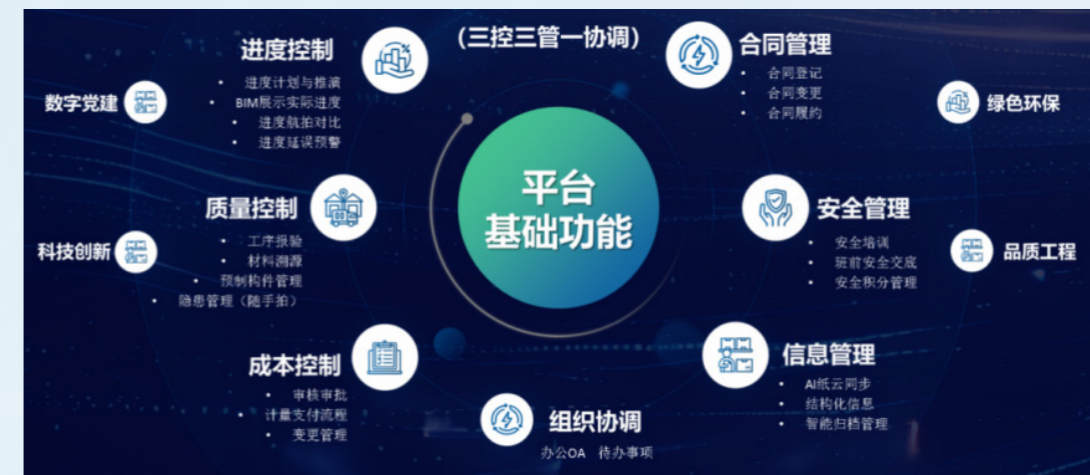 （三控三管一协调）
进度控制
• 进度计划与推演
• BIM展示实际进度
• 进度航拍对比
• 进度延误预警
合同管理
• 合同登记
• 合同变更
• 合同履约
数字党建
绿色环保
平台
基础功能
质量控制
• 工序报验
• 材料溯源
• 预制构件管理
• 隐患管理（随手拍）
安全管理
• 安全培训
• 班前安全交底
• 安全积分管理
科技创新
品质工程
成本控制
• 审核审批
• 计量支付流程
• 变更管理
信息管理
• AI纸云同步
• 结构化信息
• 智能归档管理
组织协调
办公OA 待办事项